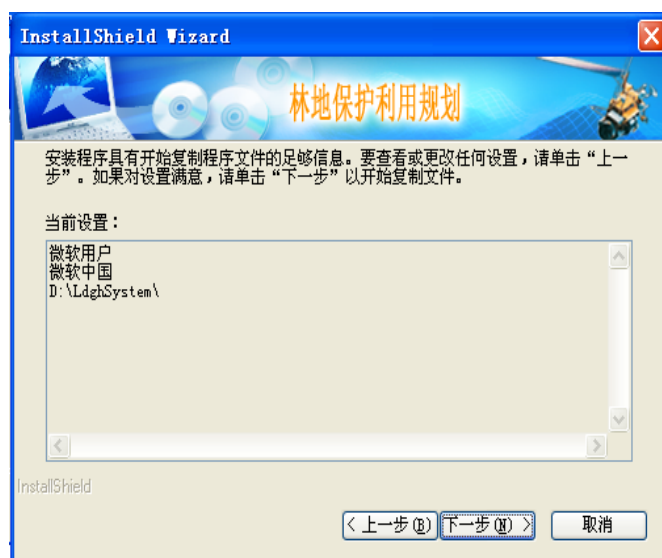 InstallShield Wizard
林地保护利用规划
安装程序具有开始复制程序文件的足够信息。要查看或更改任何设置，请单击“上一
步”。如果对设置满意，请单击“下一步”以开始复制文件。
当前设置：
微软用户
微软中国
D:\LdghSystem\
InstallShield
< 上一步(B) 下一步(N) > 取消